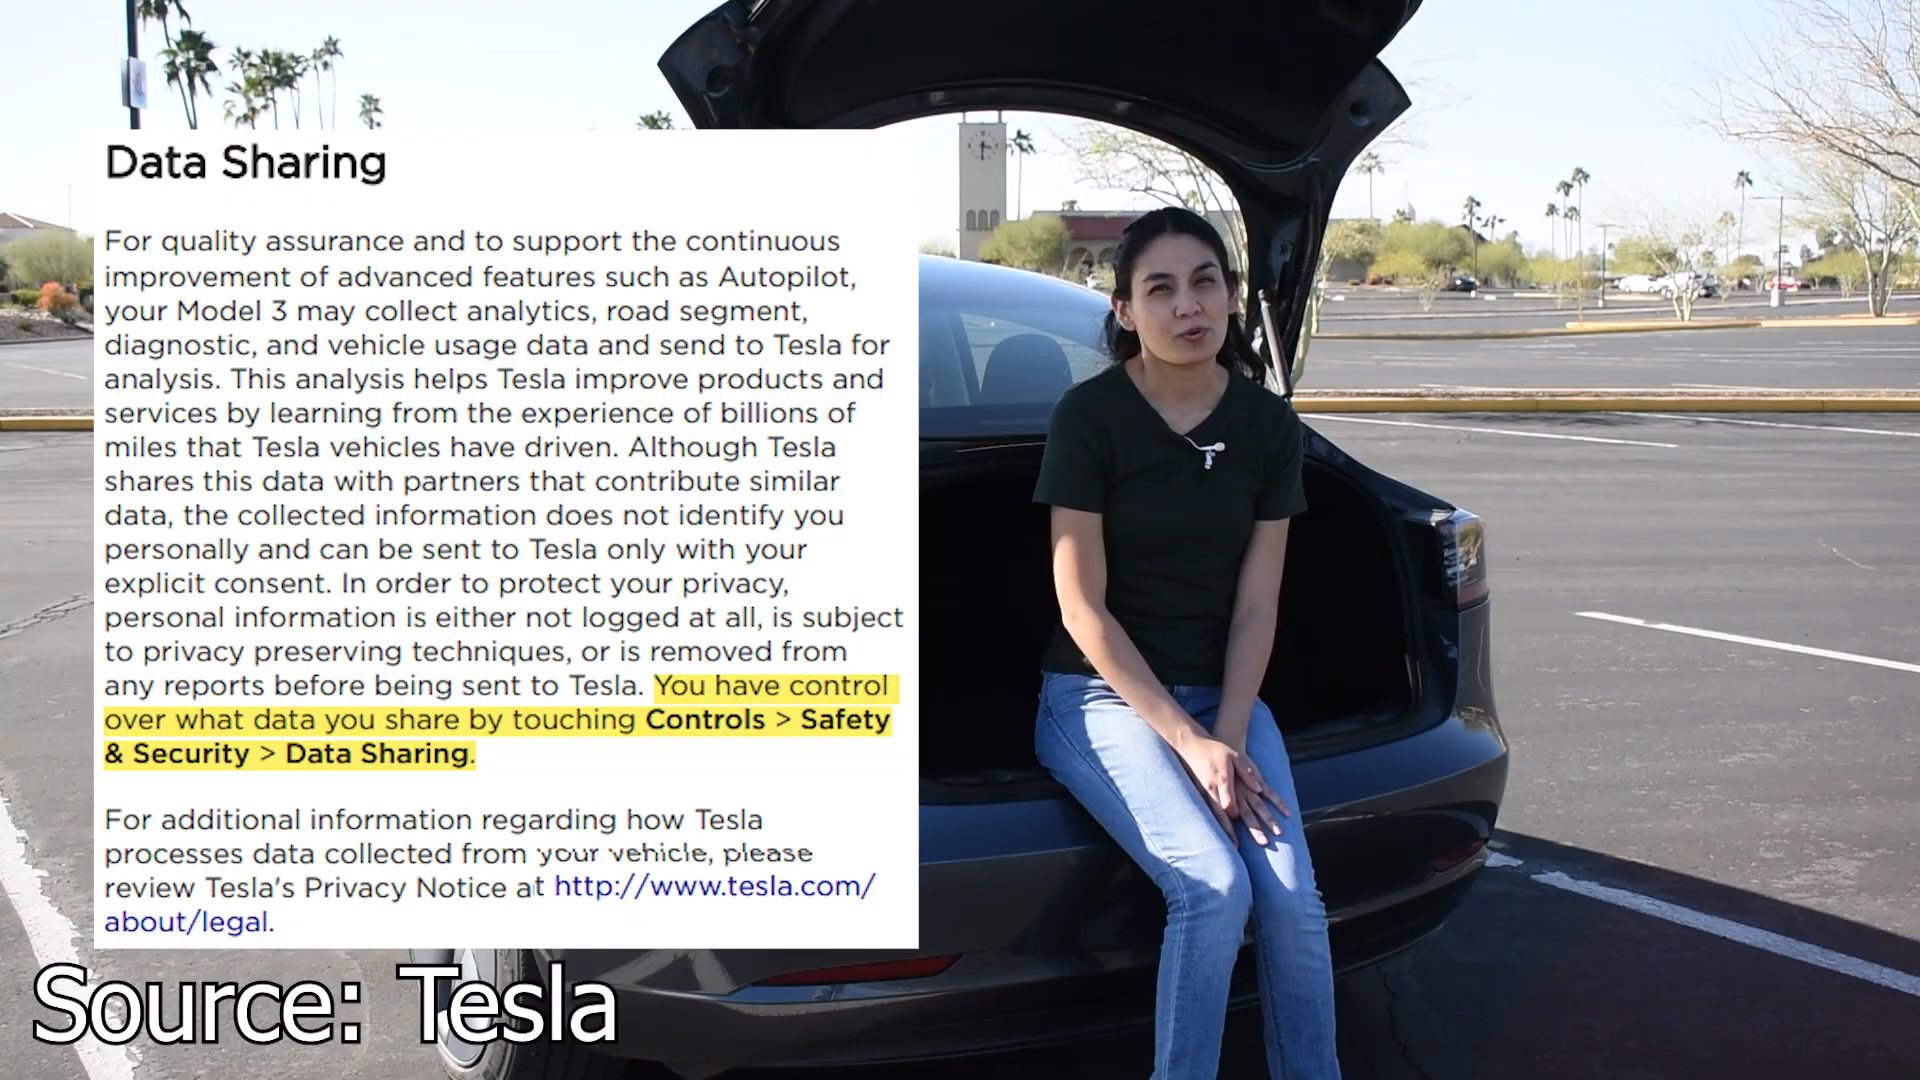 Data Sharing
For quality assurance and to support the continuous
improvement of advanced features such as Autopilot,
your Model 3 may collect analytics, road segment,
diagnostic, and vehicle usage data and send to Tesla for
analysis. This analysis helps Tesla improve products and
services by learning from the experience of billions of
miles that Tesla vehicles have driven. Although Tesla
shares this data with partners that contribute similar
data, the collected information does not identify you
personally and can be sent to Tesla only with your
explicit consent. In order to protect your privacy,
personal information is either not logged at all, is subject
to privacy preserving techniques, or is removed from
any reports before being sent to Tesla. You have control
over what data you share by touching Controls > Safety
& Security > Data Sharing.
For additional information regarding how Tesla
processes data collected from your vehicle, please
review Tesla's Privacy Notice at http://www.tesla.com/
about/legal.
Source: Tesla